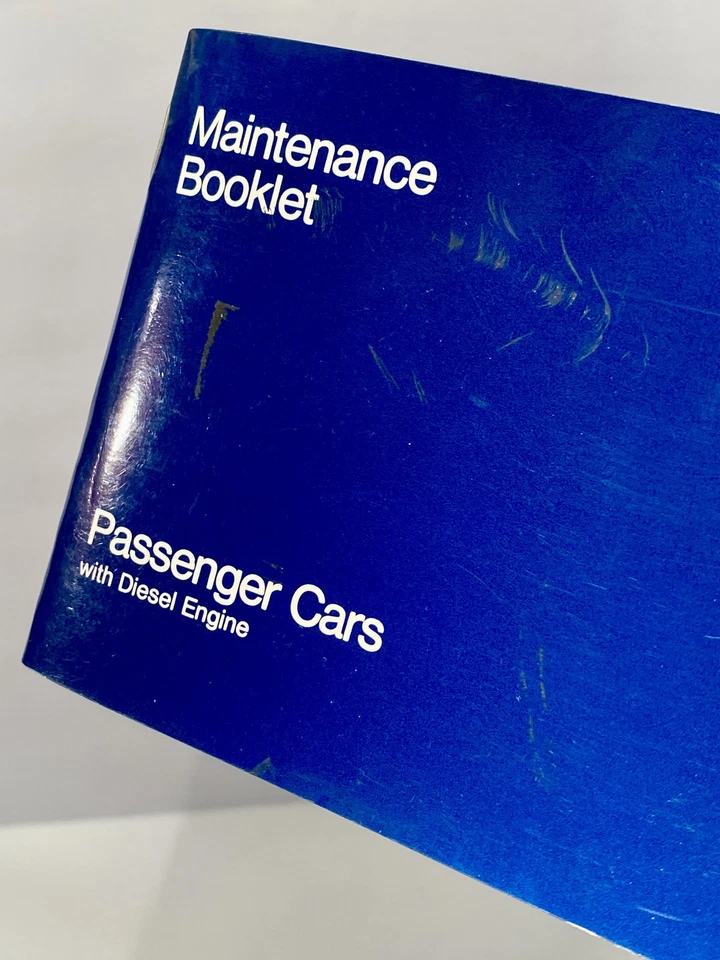 Maintenance
Booklet
Passenger Cars
with Diesel Engine